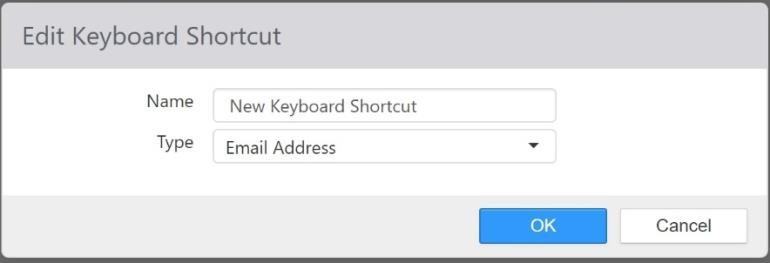 Edit Keyboard Shortcut
Name New Keyboard Shortcut
Type Email Address
OK Cancel